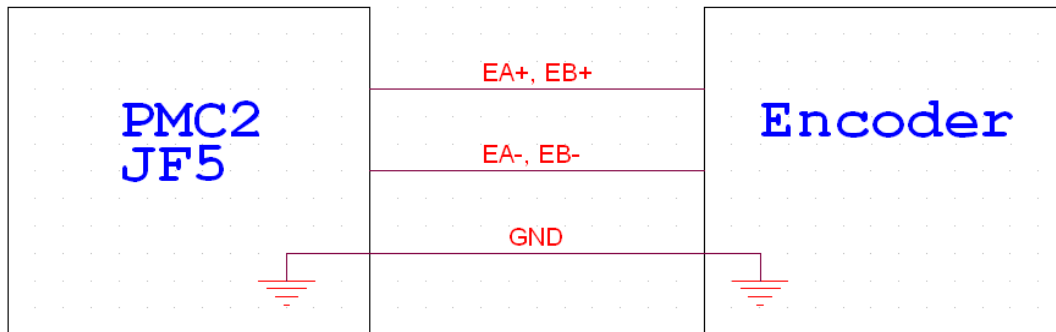 EA+, EB+
PMC2
JF5
Encoder
EA-, EB-
GND